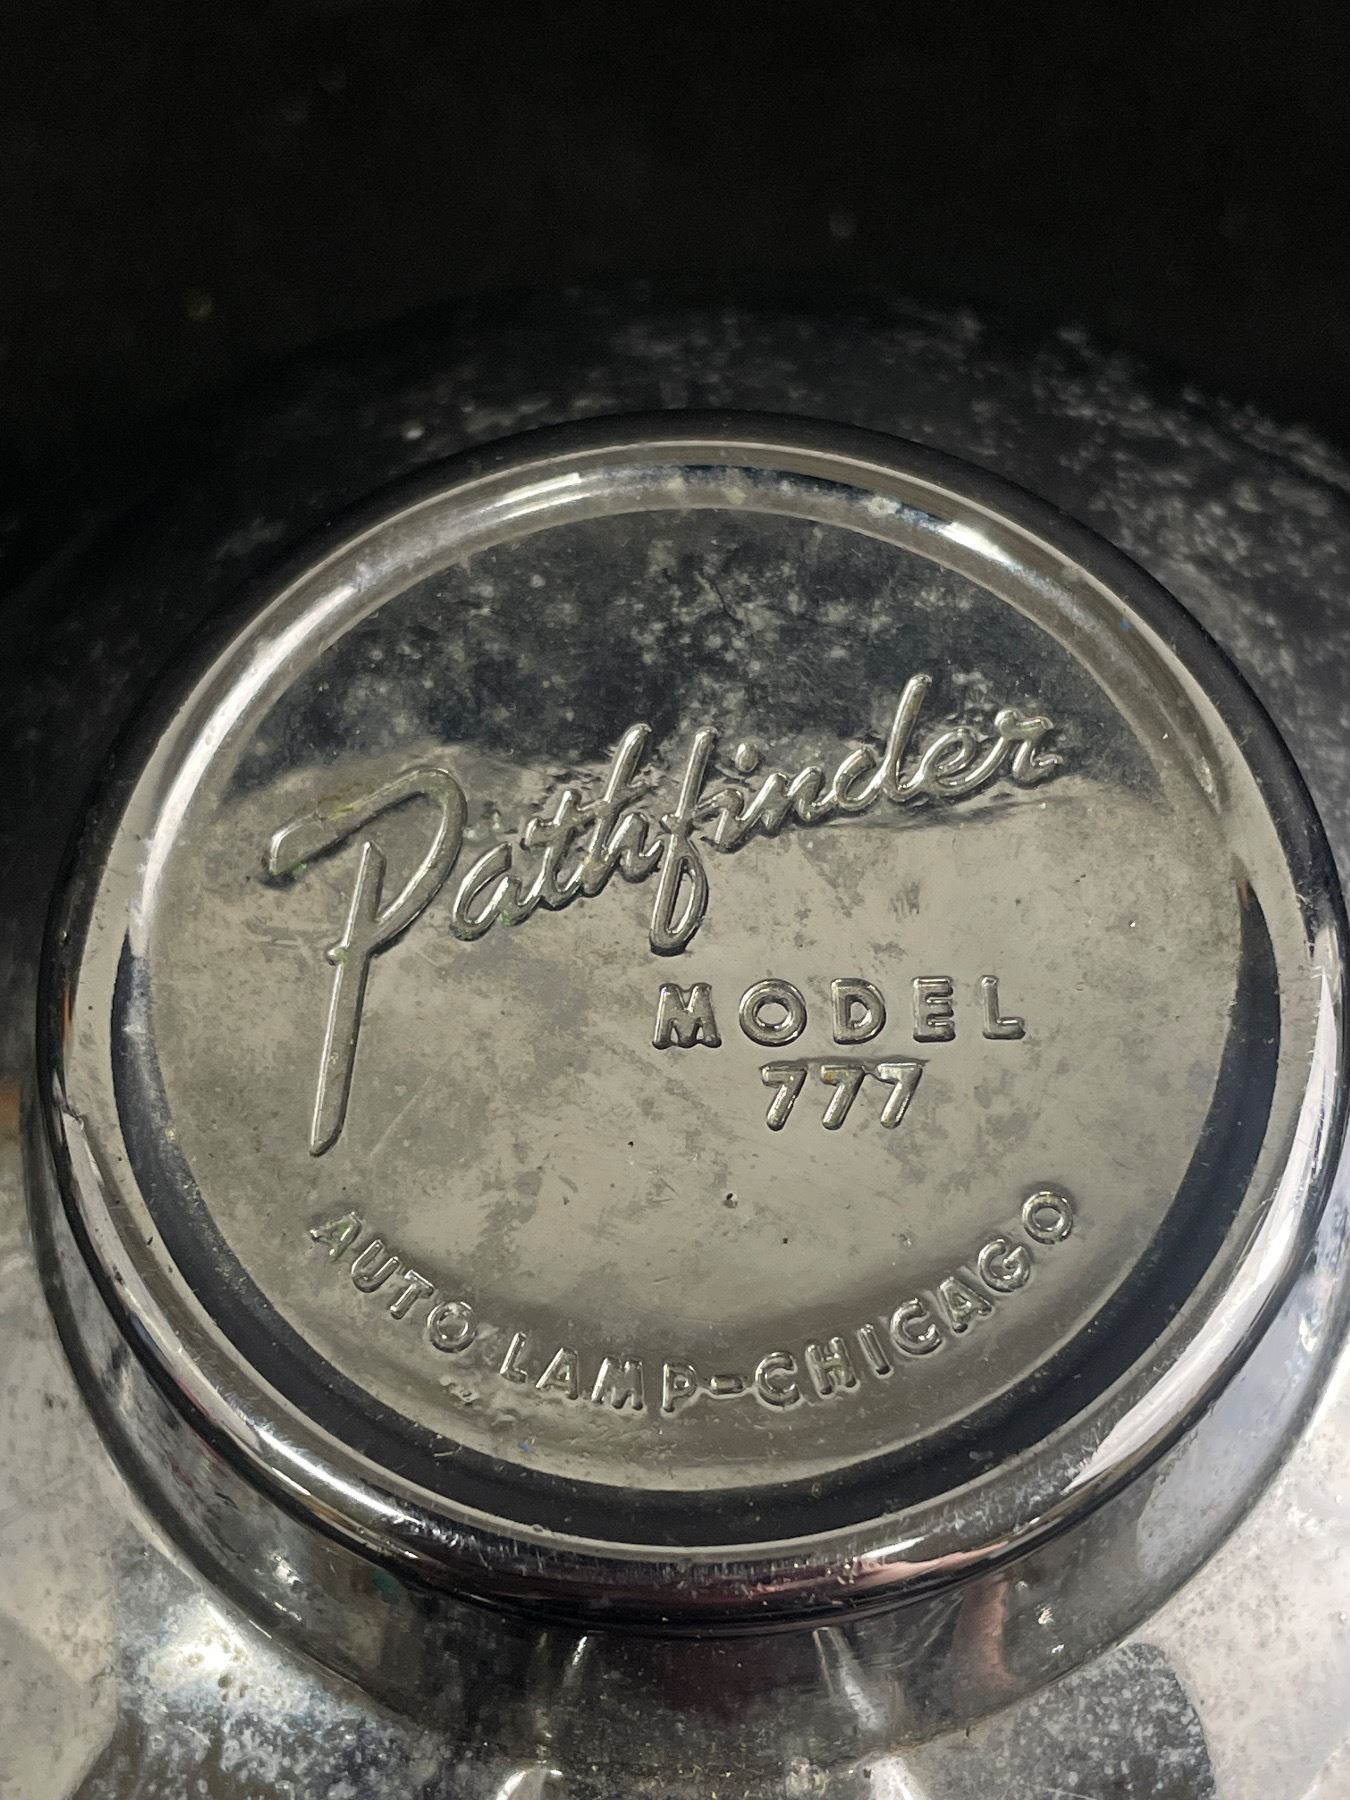 Pathfinder
MODEL
777
AUTO LAMP-CHICAGO